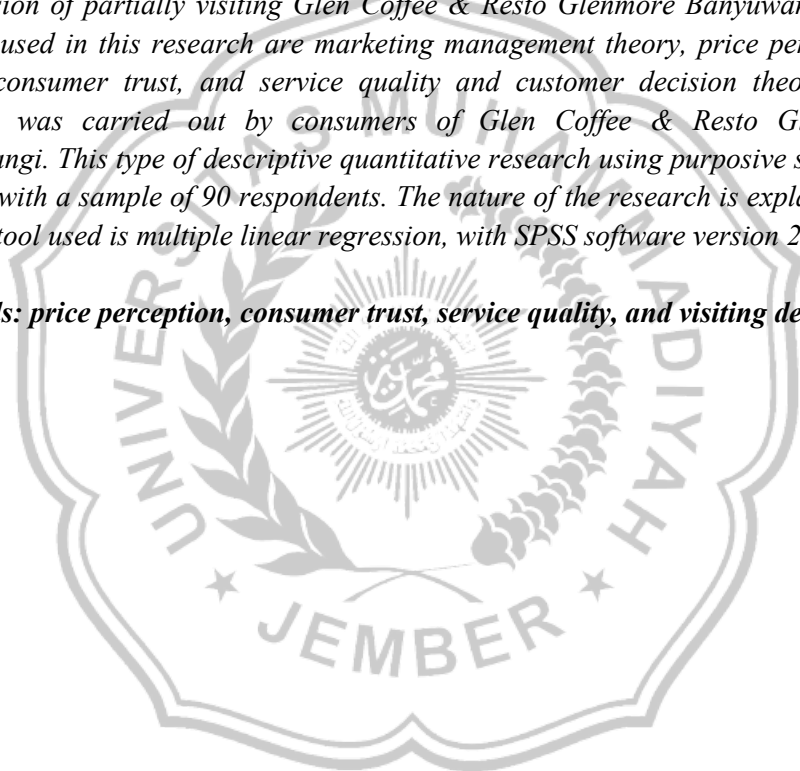 sion of partially visiting Glen Coffee & Resto Glenmore Banyuwan
used in this research are marketing management theory, price per
consumer trust, and service quality and customer decision theo
was carried out by consumers of Glen Coffee & Resto G
ungi. This type of descriptive quantitative research using purposive s
with a sample of 90 respondents. The nature of the research is expla
tool used is multiple linear regression, with SPSS software version 2
ls: price perception, consumer trust, service quality, and visiting de
UNIVERSITAS MUHAMMADIYAH
JEMBER